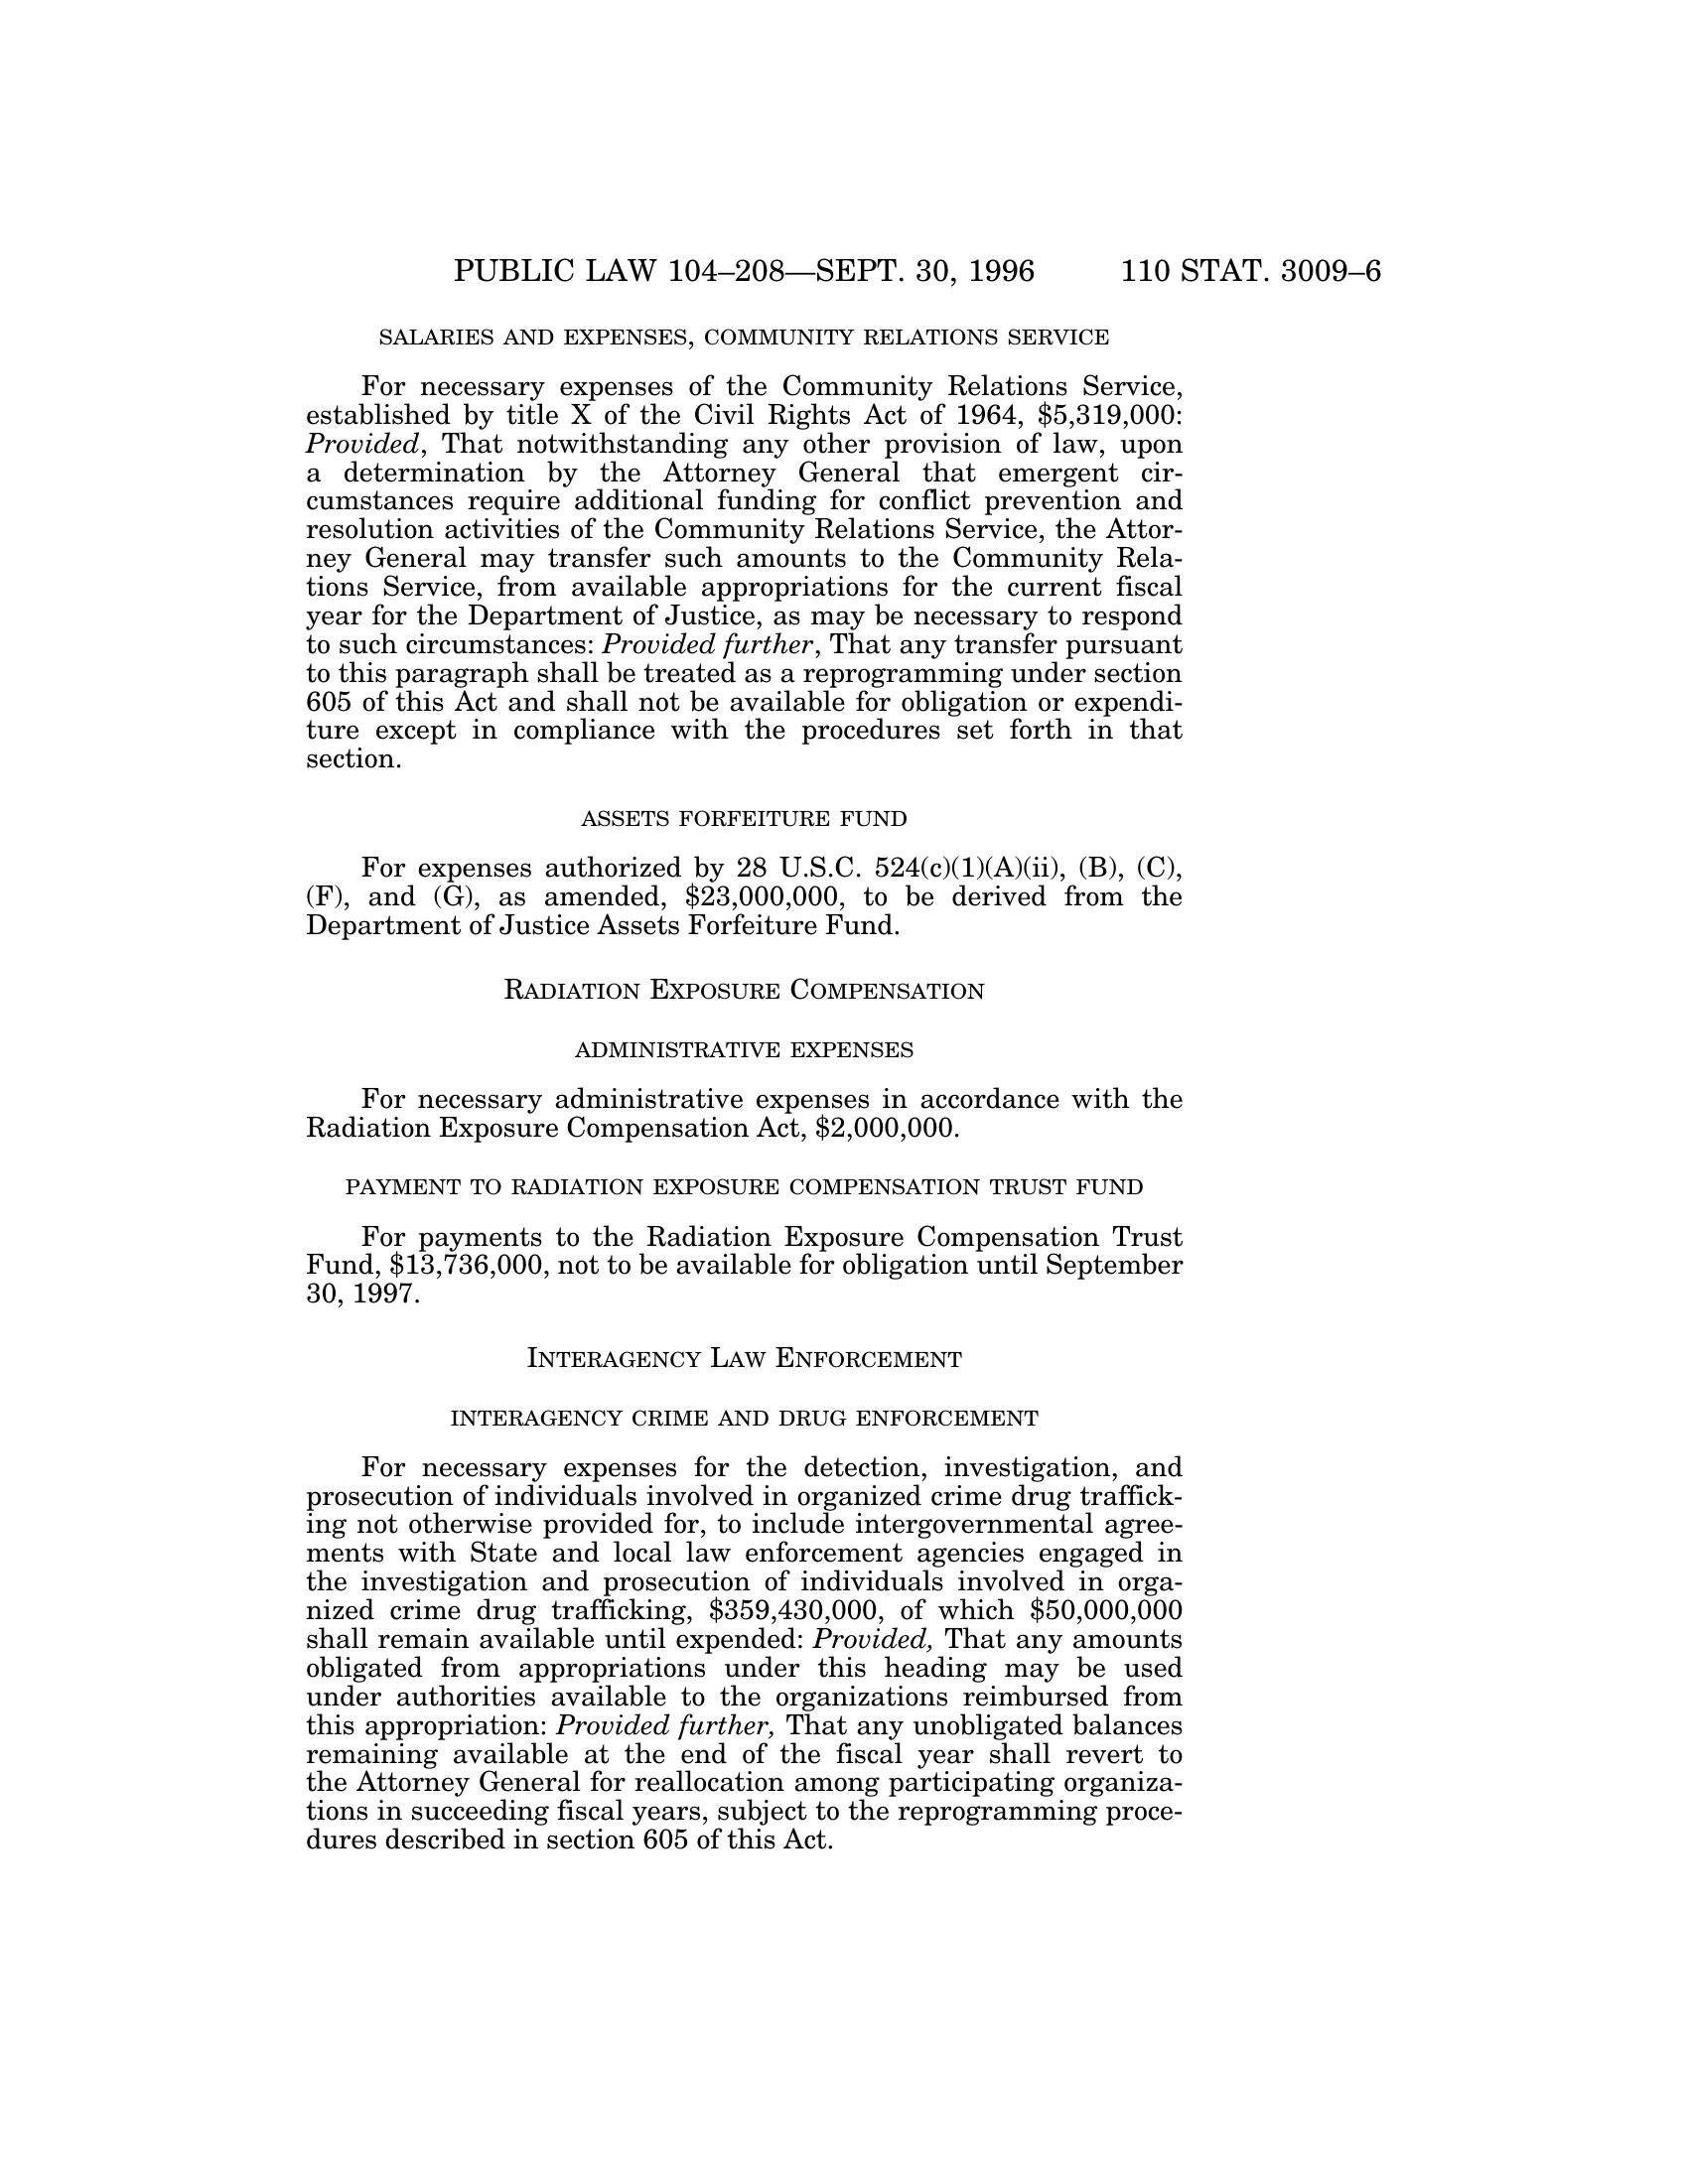 PUBLIC LAW 104–208—SEPT. 30, 1996 110 STAT. 3009–6
SALARIES AND EXPENSES, COMMUNITY RELATIONS SERVICE
For necessary expenses of the Community Relations Service,
established by title X of the Civil Rights Act of 1964, $5,319,000:
Provided, That notwithstanding any other provision of law, upon
a determination by the Attorney General that emergent cir-
cumstances require additional funding for conflict prevention and
resolution activities of the Community Relations Service, the Attor-
ney General may transfer such amounts to the Community Rela-
tions Service, from available appropriations for the current fiscal
year for the Department of Justice, as may be necessary to respond
to such circumstances: Provided further, That any transfer pursuant
to this paragraph shall be treated as a reprogramming under section
605 of this Act and shall not be available for obligation or expendi-
ture except in compliance with the procedures set forth in that
section.
ASSETS FORFEITURE FUND
For expenses authorized by 28 U.S.C. 524(c)(1)(A)(ii), (B), (C),
(F), and (G), as amended, $23,000,000, to be derived from the
Department of Justice Assets Forfeiture Fund.
RADIATION EXPOSURE COMPENSATION
ADMINISTRATIVE EXPENSES
For necessary administrative expenses in accordance with the
Radiation Exposure Compensation Act, $2,000,000.
PAYMENT TO RADIATION EXPOSURE COMPENSATION TRUST FUND
For payments to the Radiation Exposure Compensation Trust
Fund, $13,736,000, not to be available for obligation until September
30, 1997.
INTERAGENCY LAW ENFORCEMENT
INTERAGENCY CRIME AND DRUG ENFORCEMENT
For necessary expenses for the detection, investigation, and
prosecution of individuals involved in organized crime drug traffick-
ing not otherwise provided for, to include intergovernmental agree-
ments with State and local law enforcement agencies engaged in
the investigation and prosecution of individuals involved in orga-
nized crime drug trafficking, $359,430,000, of which $50,000,000
shall remain available until expended: Provided, That any amounts
obligated from appropriations under this heading may be used
under authorities available to the organizations reimbursed from
this appropriation: Provided further, That any unobligated balances
remaining available at the end of the fiscal year shall revert to
the Attorney General for reallocation among participating organiza-
tions in succeeding fiscal years, subject to the reprogramming proce-
dures described in section 605 of this Act.